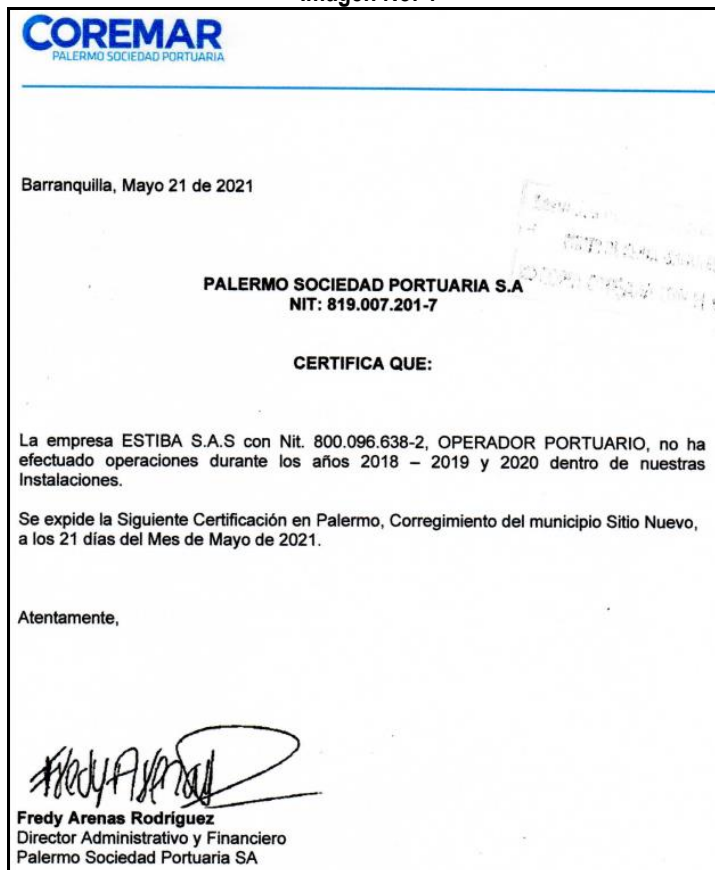 COREMAR
PALERMO SOCIEDAD PORTUARIA
Barranquilla, Mayo 21 de 2021
PALERMO SOCIEDAD PORTUARIA S.A
NIT: 819.007.201-7
CERTIFICA QUE:
La empresa ESTIBA S.A.S con Nit. 800.096.638-2, OPERADOR PORTUARIO, no ha
efectuado operaciones durante los años 2018 – 2019 y 2020 dentro de nuestras
Instalaciones.
Se expide la Siguiente Certificación en Palermo, Corregimiento del municipio Sitio Nuevo,
a los 21 días del Mes de Mayo de 2021.
Atentamente,
Fredy Arenas
Fredy Arenas Rodríguez
Director Administrativo y Financiero
Palermo Sociedad Portuaria SA